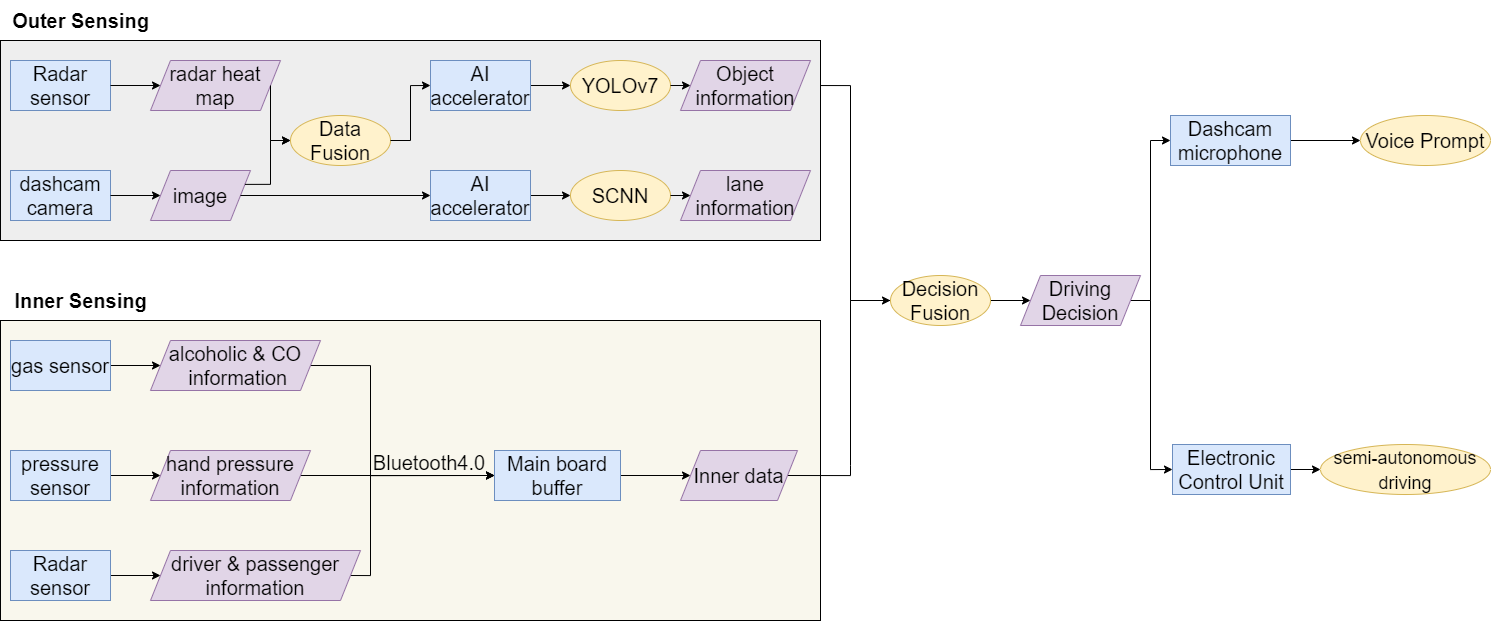 Outer Sensing
Radar
sensor
radar heat
map
AI
accelerator
YOLOv7
Object
information
Data
Fusion
dashcam
camera
image
AI
accelerator
SCNN
lane
information
Dashcam
microphone
Voice Prompt
Decision
Fusion
Driving
Decision
Inner Sensing
gas sensor
alcoholic & CO
information
pressure
sensor
hand pressure
information
Bluetooth4.0
Main board
buffer
Inner data
Electronic
Control Unit
semi-autonomous
driving
Radar
sensor
driver & passenger
information